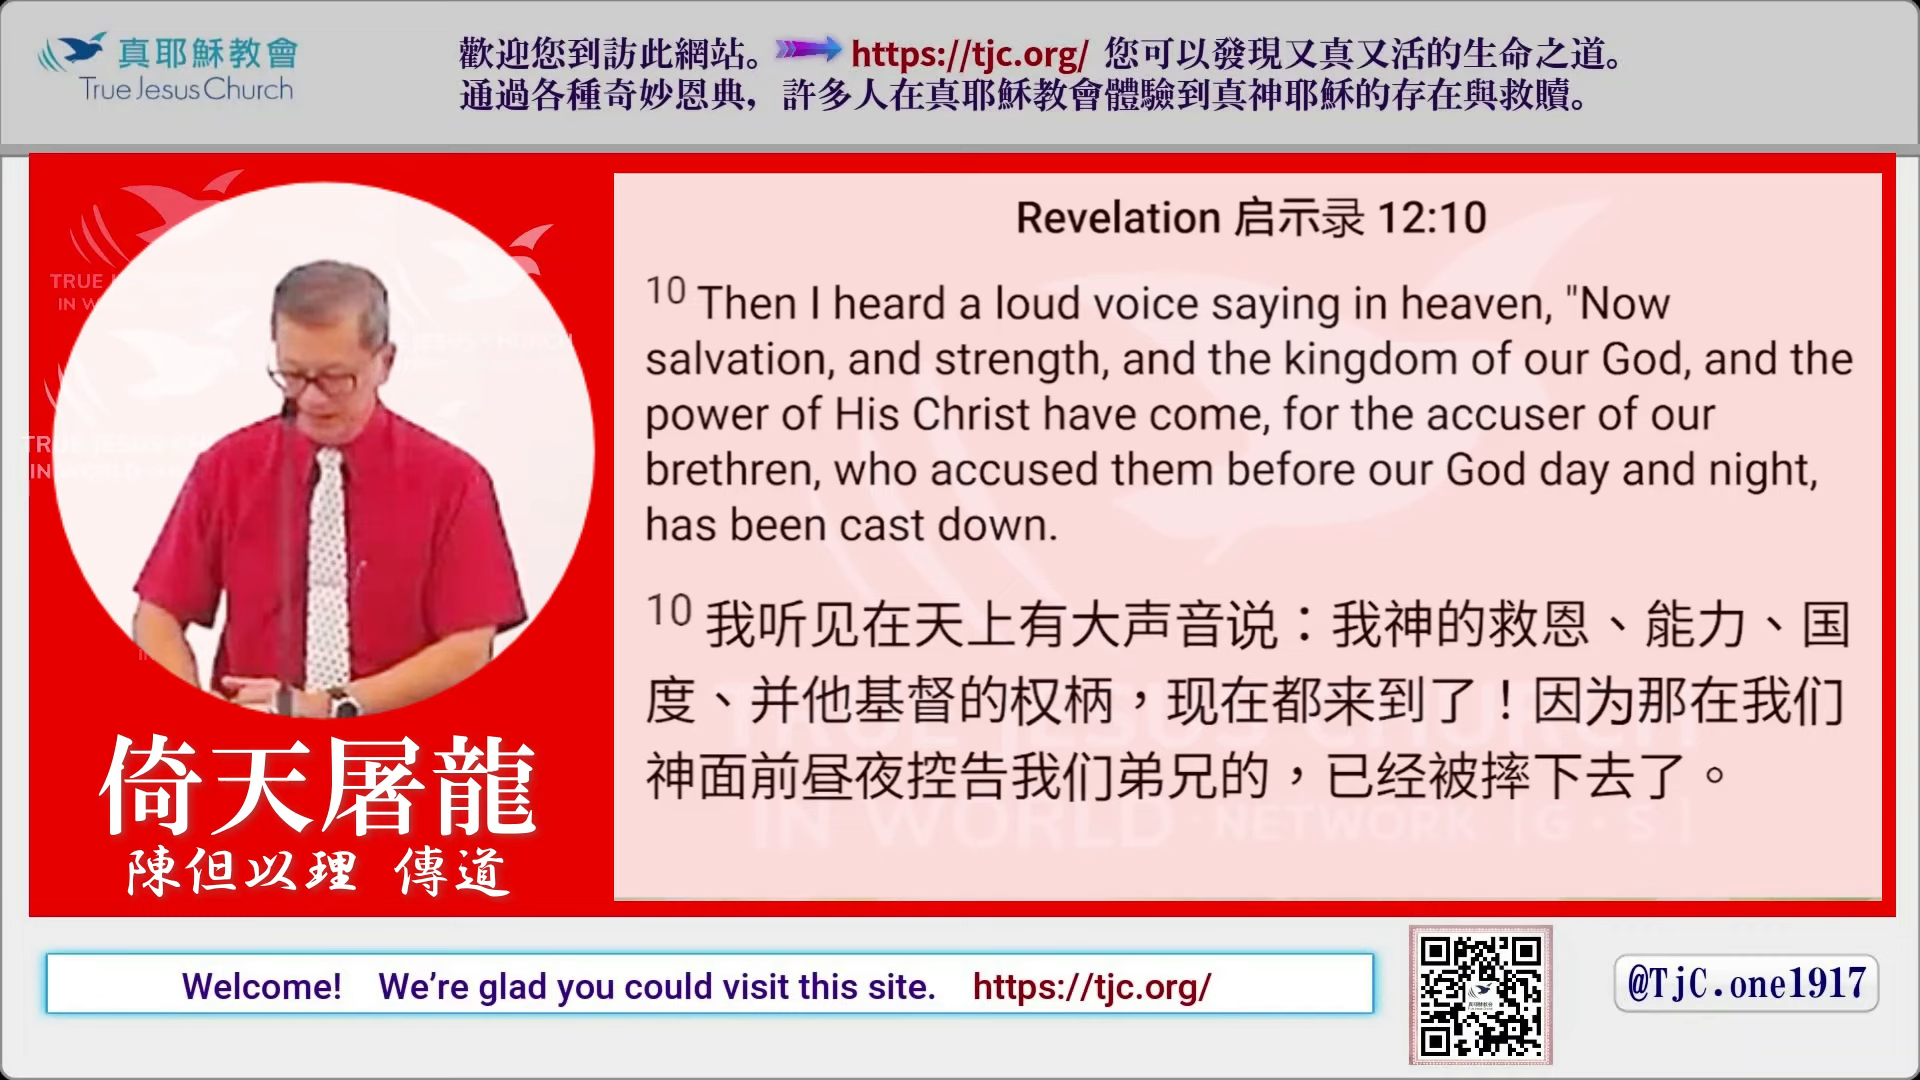 真耶穌教會
True Jesus Church
歡迎您到訪此網站。 https://tjc.org/ 您可以發現又真又活的生命之道。
通過各種奇妙恩典，許多人在真耶穌教會體驗到真神耶穌的存在與救贖。
Revelation 启示录 12:10
10 Then I heard a loud voice saying in heaven, "Now
salvation, and strength, and the kingdom of our God, and the
power of His Christ have come, for the accuser of our
brethren, who accused them before our God day and night,
has been cast down.
10 我听见在天上有大声音说：我神的救恩、能力、国
度、并他基督的权柄，现在都来到了！因为那在我们
神面前昼夜控告我们弟兄的，已经被摔下去了。
TRUE JESUS CHURCH
IN WORLD · NETWORK [G · S]
倚天屠龍
陳但以理 傳道
Welcome! We’re glad you could visit this site. https://tjc.org/
@TjC.one1917